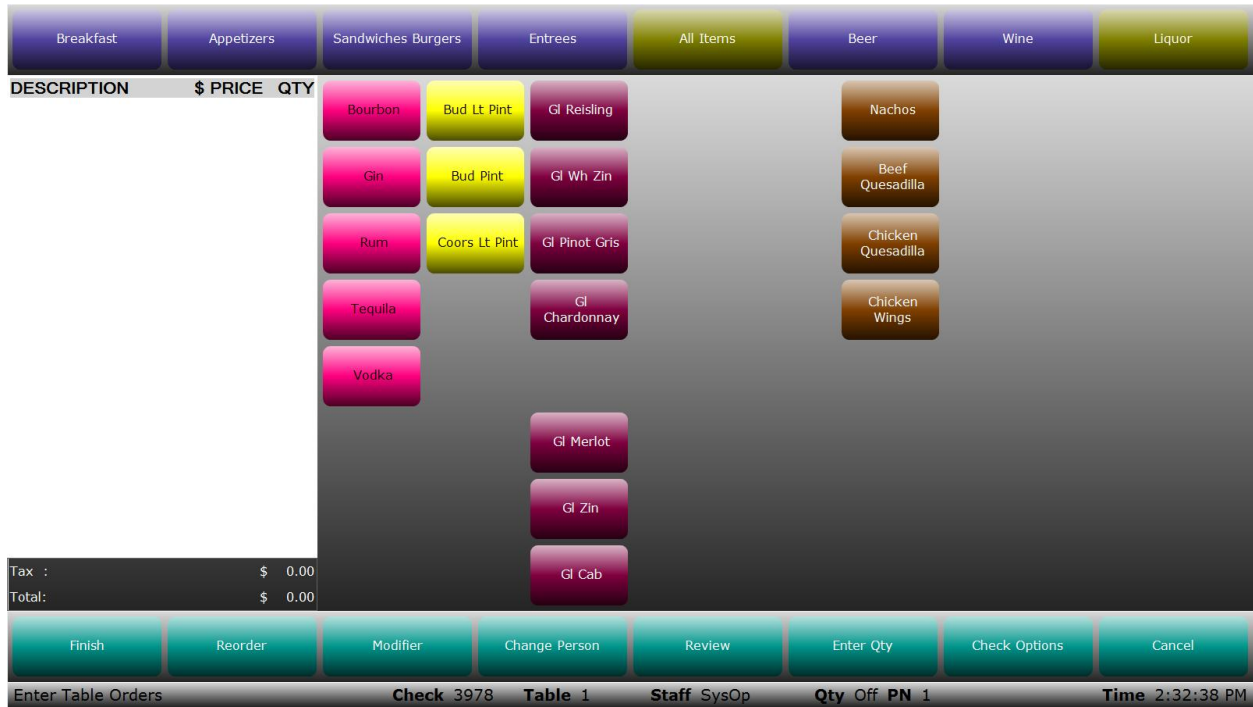 Breakfast Appetizers Sandwiches Burgers Entrees All Items Beer Wine Liquor
DESCRIPTION $ PRICE QTY
Bourbon Bud Lt Pint Gl Reisling Nachos
Gin Bud Pint Gl Wh Zin Beef
Quesadilla
Rum Coors Lt Pint Gl Pinot Gris Chicken
Quesadilla
Tequila Gl
Chardonnay Chicken
Wings
Vodka
Gl Merlot
Gl Zin
Gl Cab
Tax : $ 0.00
Total: $ 0.00
Finish Reorder Modifier Change Person Review Enter Qty Check Options Cancel
Enter Table Orders Check 3978 Table 1 Staff SysOp Qty Off PN 1 Time 2:32:38 PM